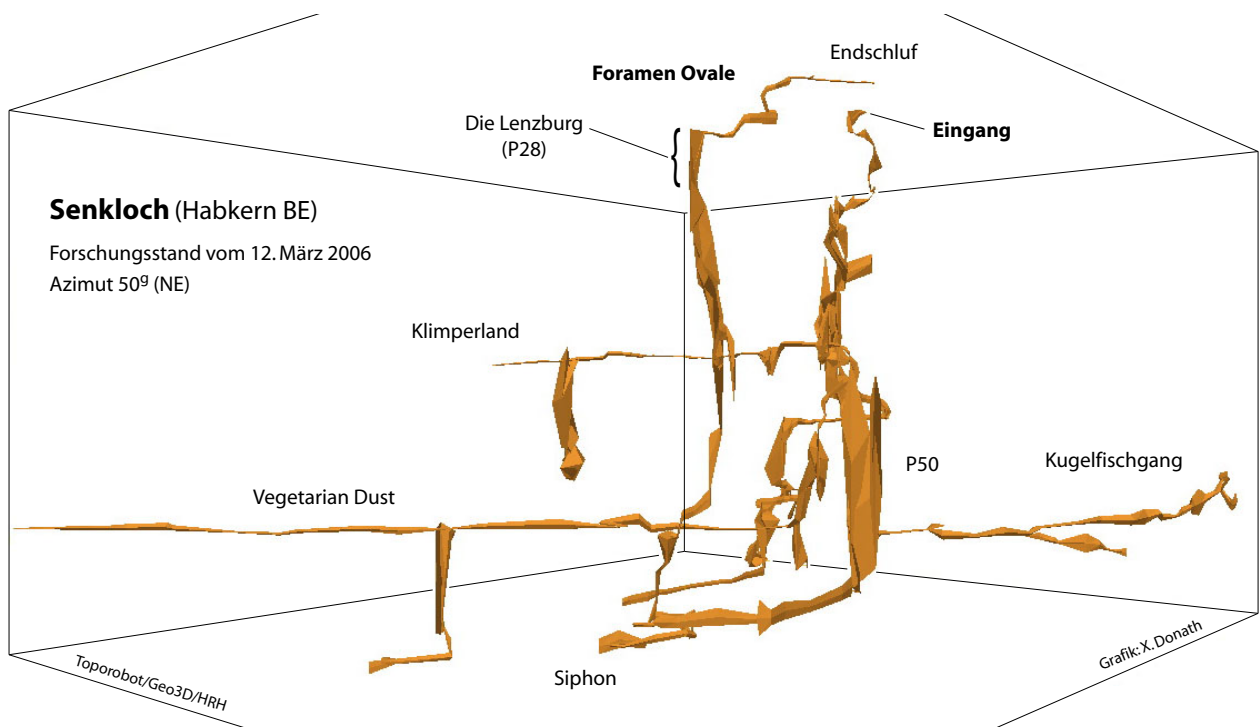 Endschluf
Foramen Ovale
Die Lenzburg
(P28)
Eingang
Senkloch (Habkern BE)
Forschungsstand vom 12. März 2006
Azimut 50g (NE)
Klimperland
P50
Kugelfischgang
Vegetarian Dust
Siphon
Toporobot/Geo3D/HRH
Grafik: X. Donath